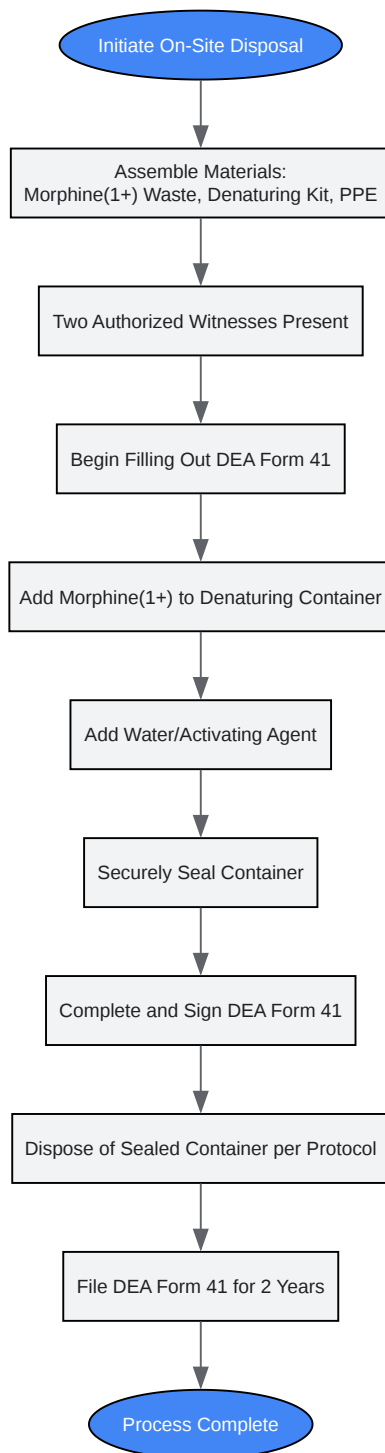 Initiate On-Site Disposal
Assemble Materials:
Morphine(1+) Waste, Denaturing Kit, PPE
Two Authorized Witnesses Present
Begin Filling Out DEA Form 41
Add Morphine(1+) to Denaturing Container
Add Water/Activating Agent
Securely Seal Container
Complete and Sign DEA Form 41
Dispose of Sealed Container per Protocol
File DEA Form 41 for 2 Years
Process Complete